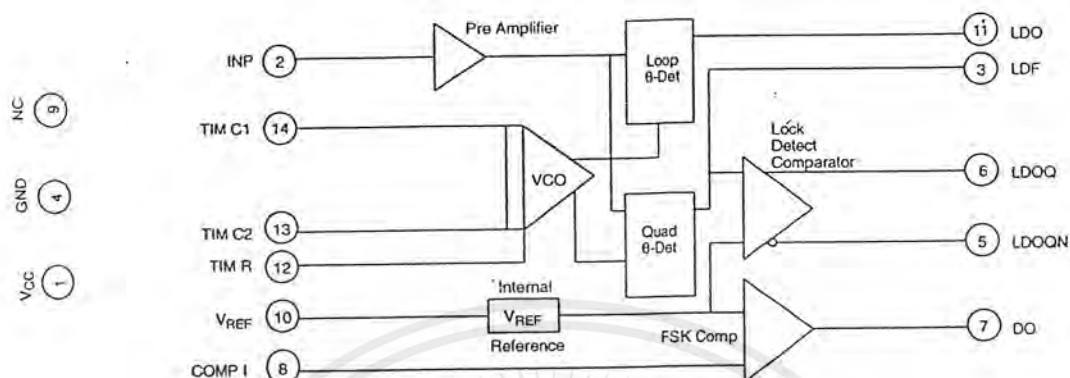 Pre Amplifier
INP 2
Loop
θ-Det
11 LDO
3 LDF
NC 9
TIM C1 14
VCO
Lock
Detect
Comparator
6 LDOQ
GND 4
TIM C2 13
Quad
θ-Det
5 LDOQN
TIM R 12
VCC 1
Internal
VREF 10
VREF
Reference
FSK Comp
7 DO
COMP I 8